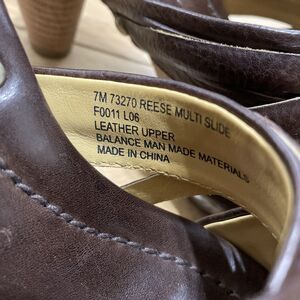 7M 73270 REESE MULTI SLIDE
F0011 L06
LEATHER UPPER
BALANCE MAN MADE MATERIALS
MADE IN CHINA